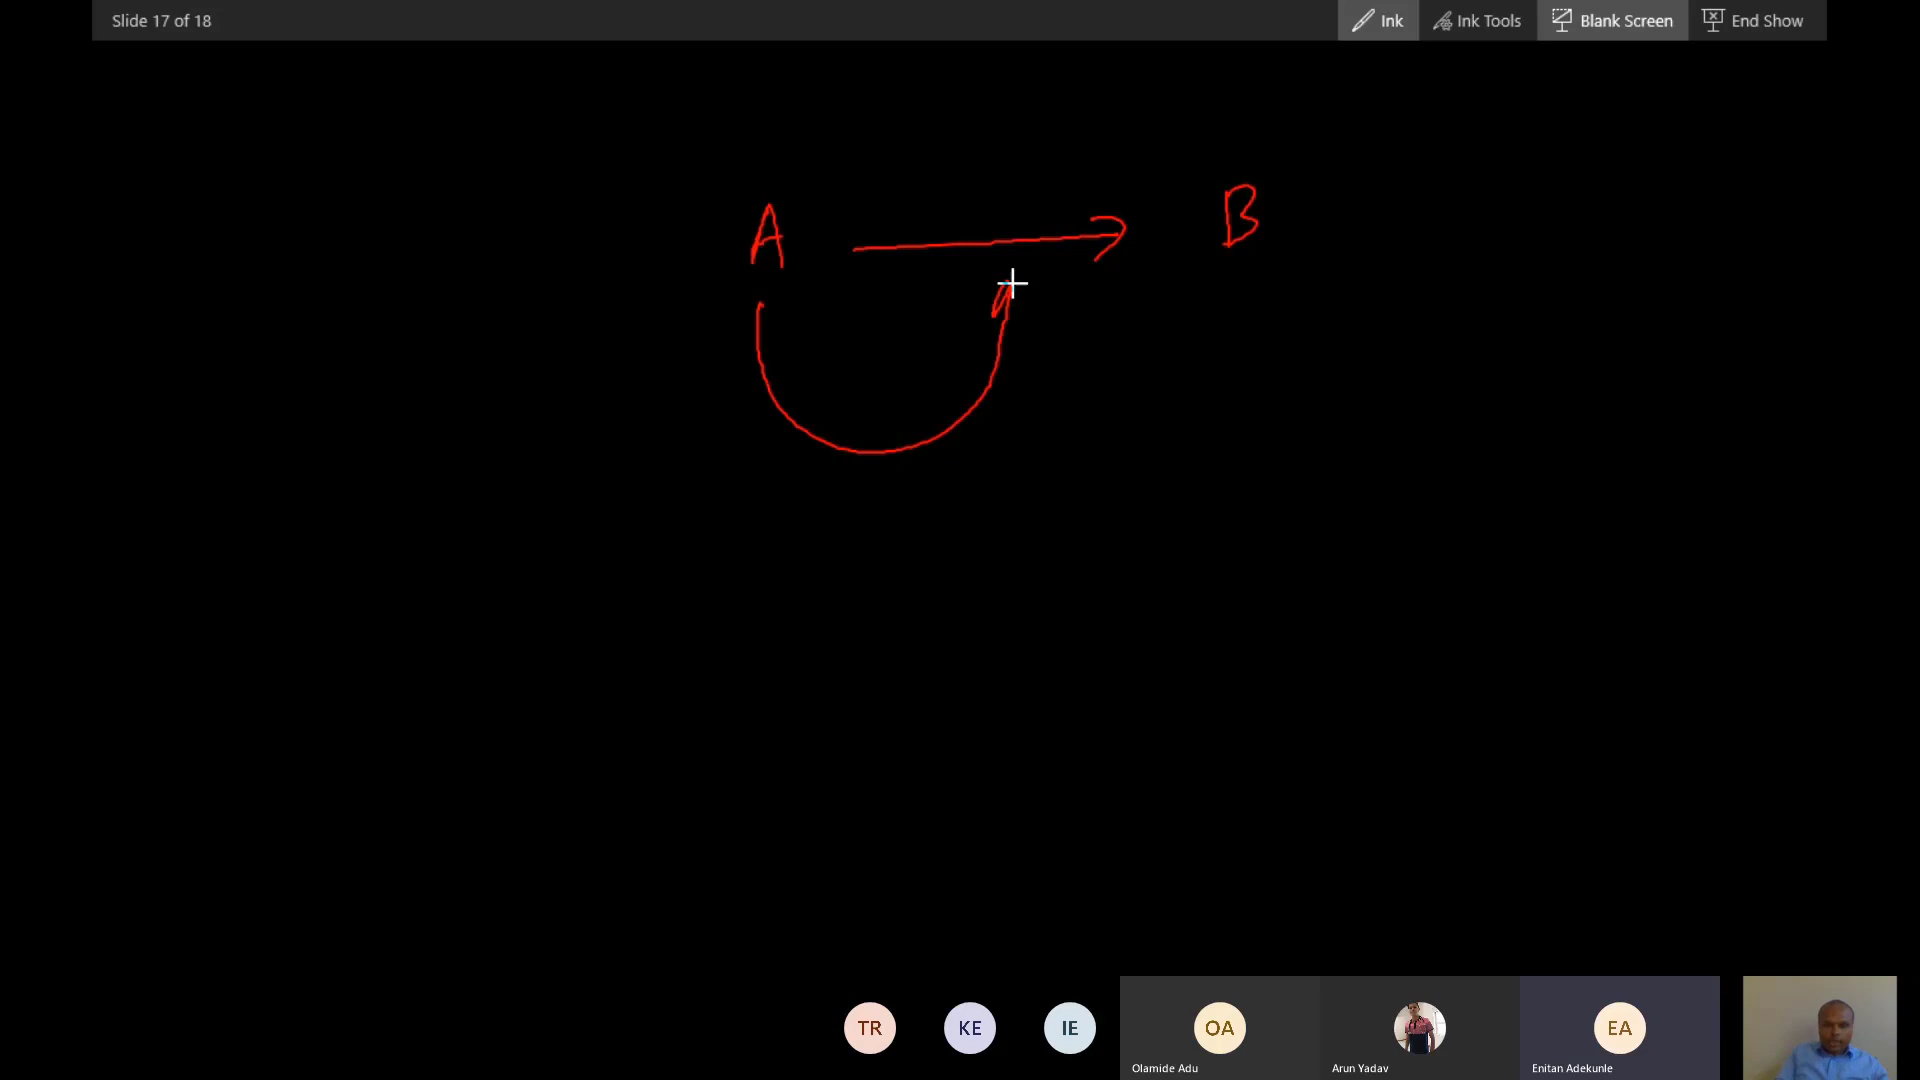 Slide 17 of 18
Ink
Ink Tools
Blank Screen
End Show
A
B
TR
KE
IE
OA
EA
Olamide Adu
Arun Yadav
Enitan Adekunle